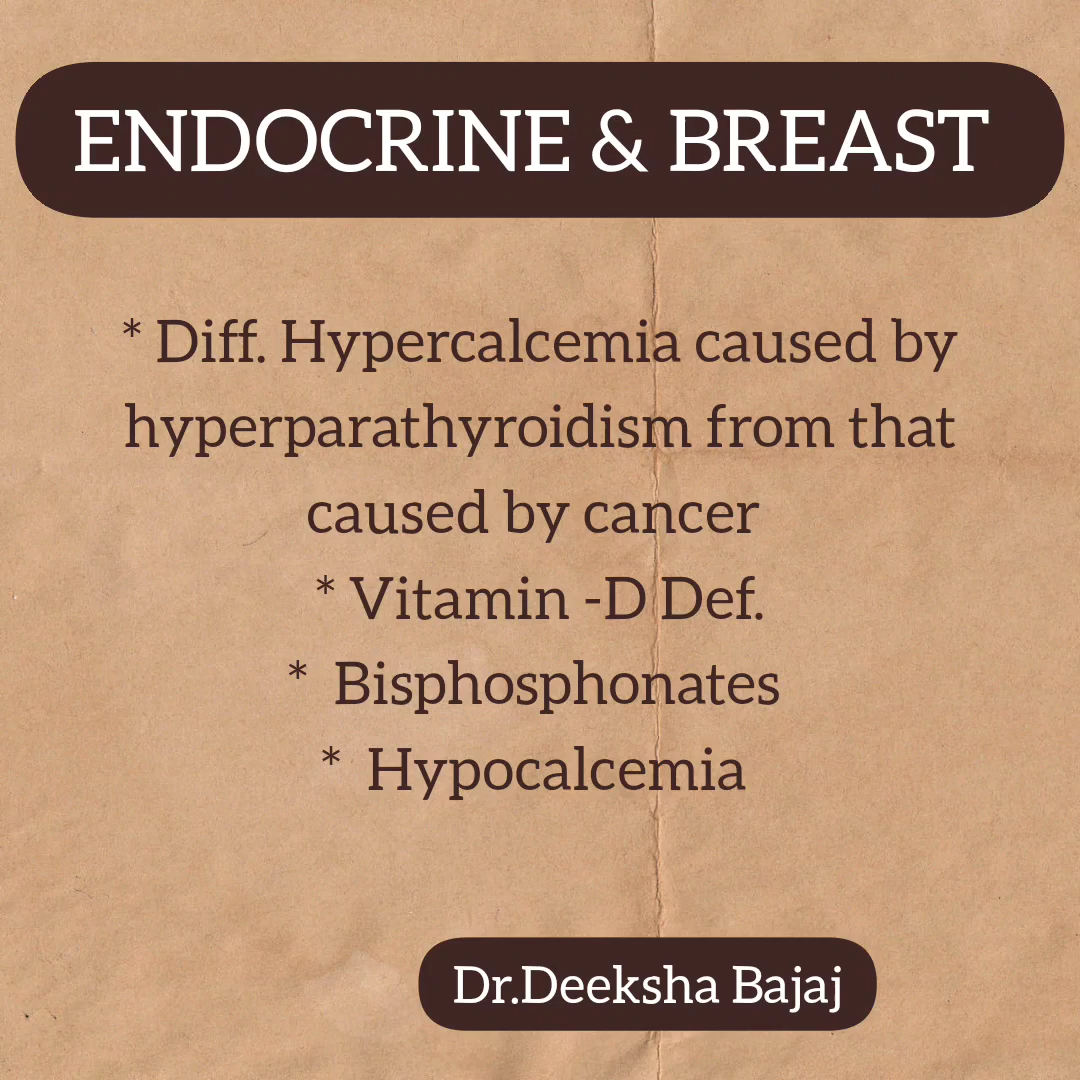 ENDOCRINE & BREAST
* Diff. Hypercalcemia caused by
hyperparathyroidism from that
caused by cancer
* Vitamin -D Def.
* Bisphosphonates
* Hypocalcemia
Dr.Deeksha Bajaj